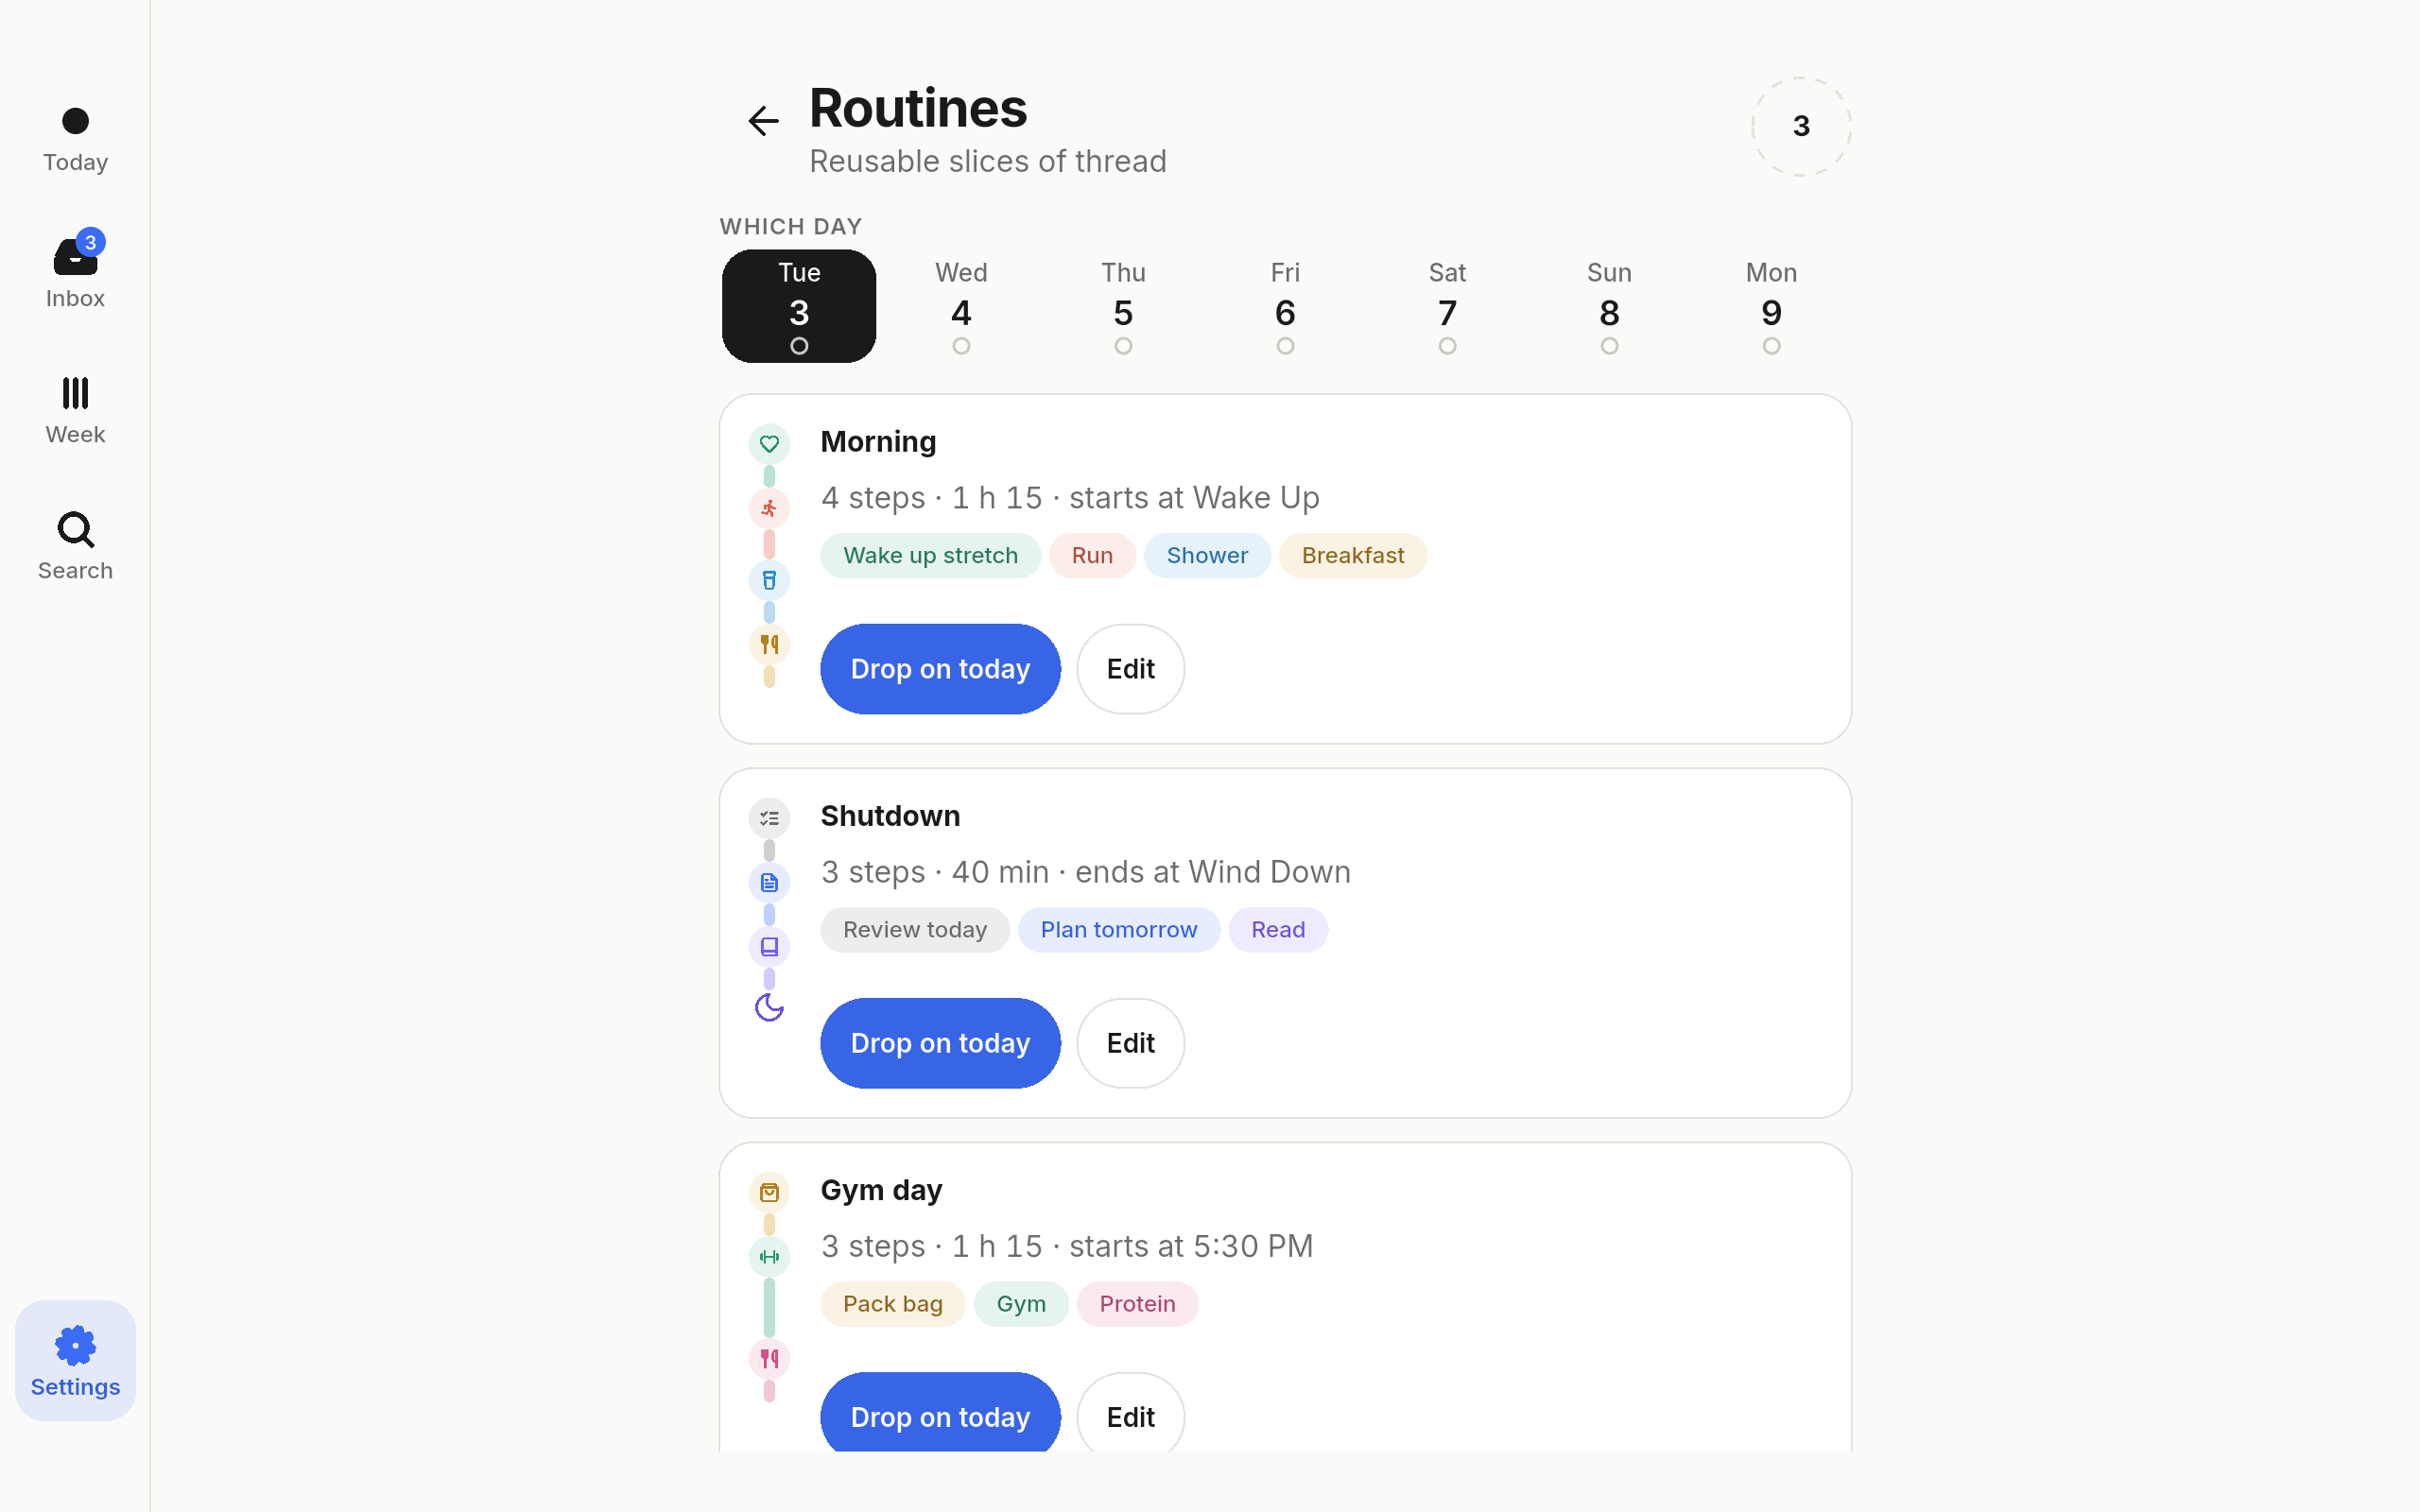 Today
3
Inbox
Week
Search
Settings
Routines
Reusable slices of thread
3
WHICH DAY
Tue Wed Thu Fri Sat Sun Mon
3 4 5 6 7 8 9
Morning
4 steps · 1 h 15 · starts at Wake Up
Wake up stretch Run Shower Breakfast
Drop on today Edit
Shutdown
3 steps · 40 min · ends at Wind Down
Review today Plan tomorrow Read
Drop on today Edit
Gym day
3 steps · 1 h 15 · starts at 5:30 PM
Pack bag Gym Protein
Drop on today Edit